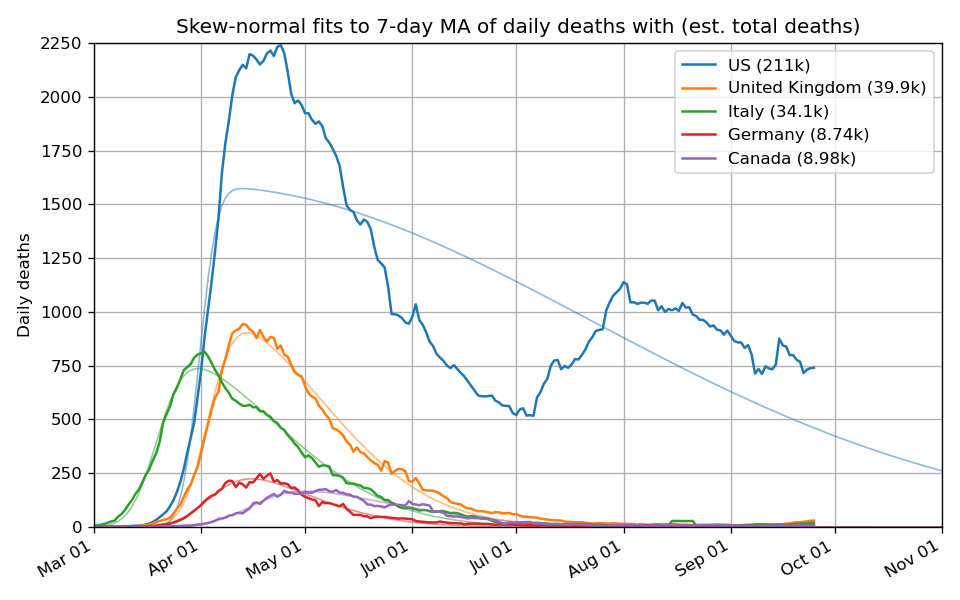 Skew-normal fits to 7-day MA of daily deaths with (est. total deaths)
Daily deaths
2250
2000
1750
1500
1250
1000
750
500
250
0
US (211k)
United Kingdom (39.9k)
Italy (34.1k)
Germany (8.74k)
Canada (8.98k)
Mar 01
Apr 01
May 01
Jun 01
Jul 01
Aug 01
Sep 01
Oct 01
Nov 01